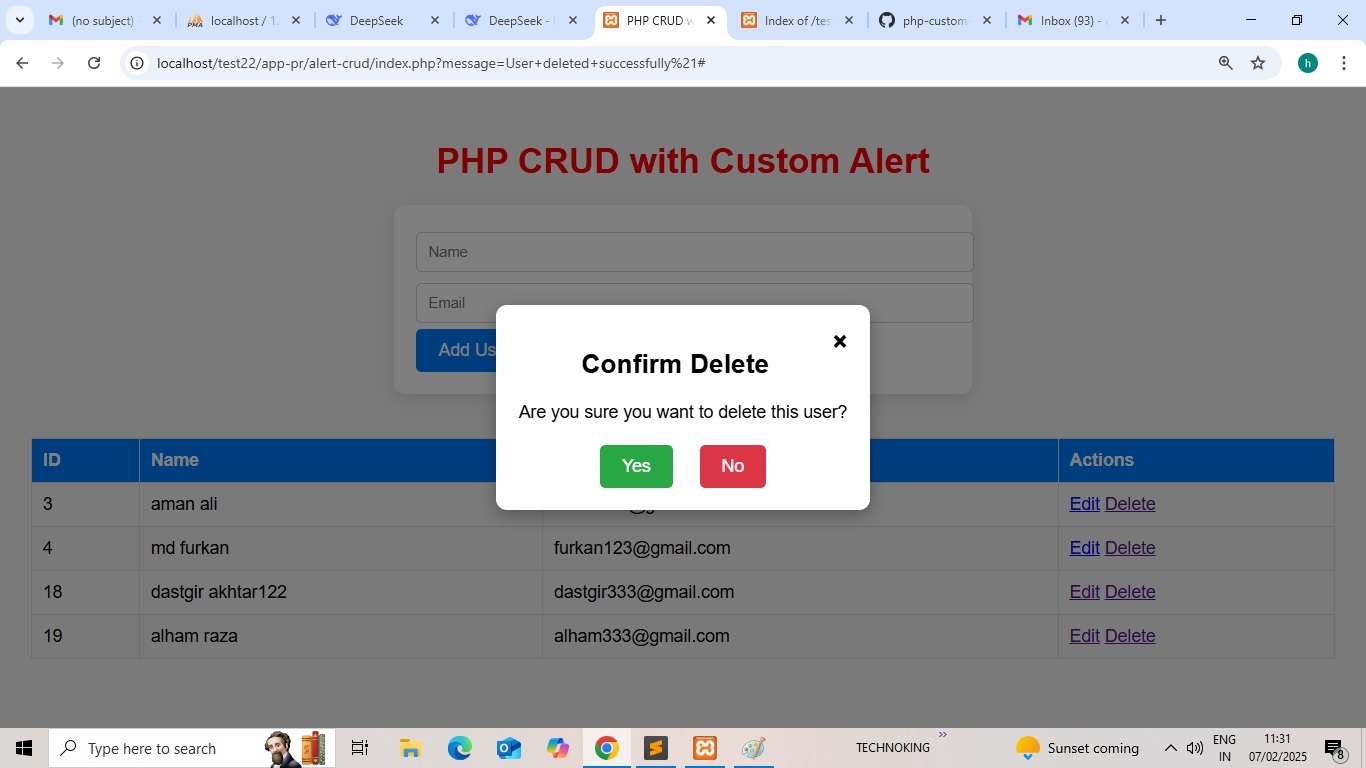 (no subject)
localhost / 1
DeepSeek
DeepSeek -
PHP CRUD w
Index of /tes
php-custom-
Inbox (93) -
localhost/test22/app-pr/alert-crud/index.php?message=User+deleted+successfully%21#
h
PHP CRUD with Custom Alert
Name
Email
Add Us
Confirm Delete
Are you sure you want to delete this user?
Yes No
ID Name Actions
3 aman ali Edit Delete
4 md furkan furkan123@gmail.com Edit Delete
18 dastgir akhtar122 dastgir333@gmail.com Edit Delete
19 alham raza alham333@gmail.com Edit Delete
Type here to search
TECHNOKING
Sunset coming
ENG
IN
11:31
07/02/2025
8